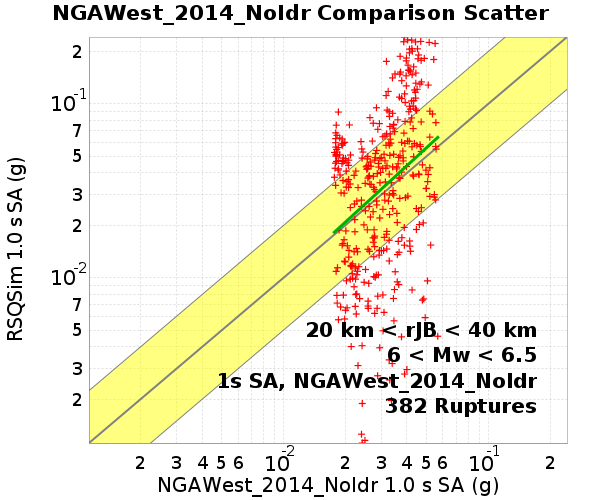 NGAWest_2014_NoIdr Comparison Scatter
RSQSim 1.0 s SA (g)
2
10-1
7
5
3
2
10-2
7
5
3
2
20 km < rJB < 40 km
6 < Mw < 6.5
1s SA, NGAWest_2014_NoIdr
382 Ruptures
2 3 4 5 6 10-2 2 3 4 5 6 10-1 2
NGAWest_2014_NoIdr 1.0 s SA (g)